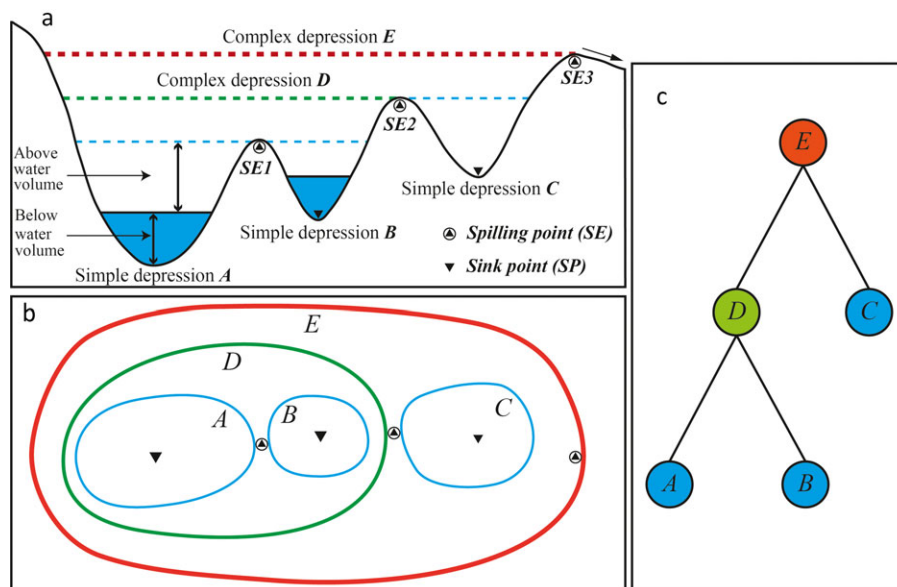 a
Complex depression E
SE3
Complex depression D
SE2
Above
water
volume
SE1
Simple depression C
Below
water
volume
Simple depression B
Spilling point (SE)
Simple depression A
Sink point (SP)
b
E
D
A
B
C
c
E
D
C
A
B